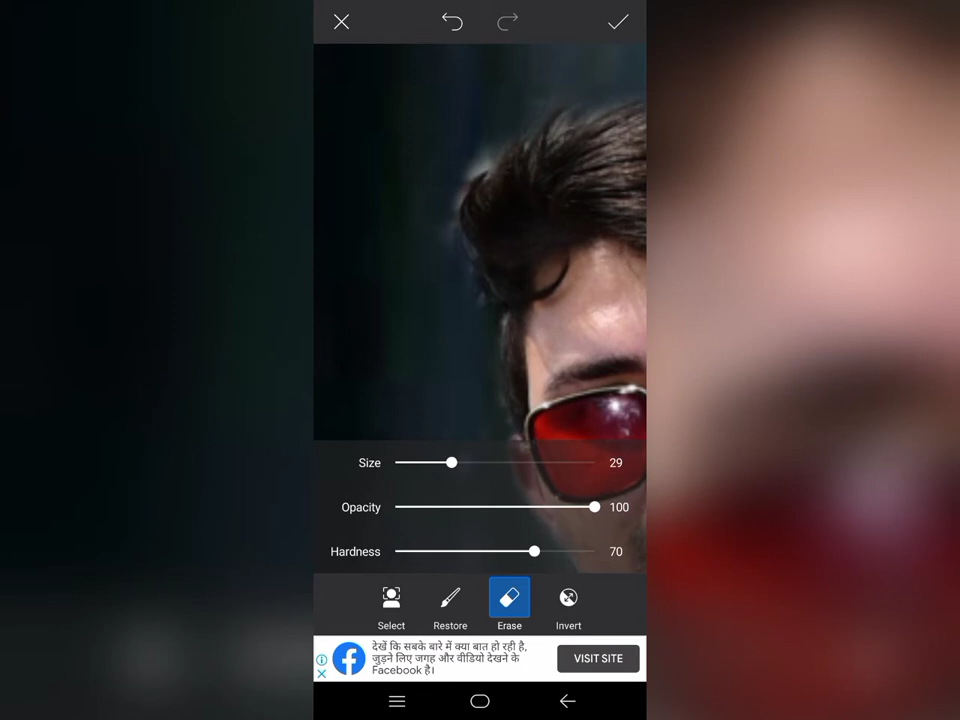 Size 29
Opacity 100
Hardness 70
Select Restore Erase Invert
देखें कि सबके बारे में क्या बात हो रही है,
जुड़ने लिए जगह और वीडियो देखने के
Facebook है।
VISIT SITE